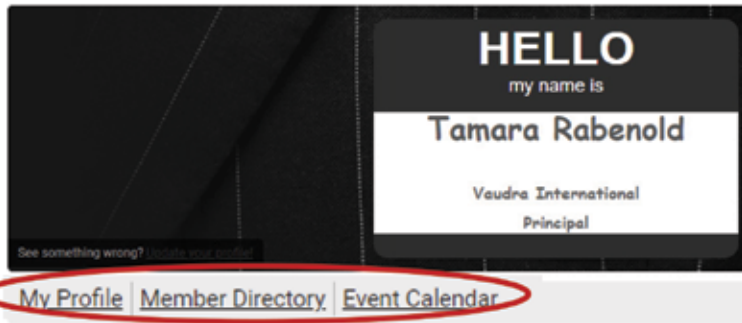 HELLO
my name is
Tamara Rabenold
Vaudra International
Principal
See something wrong? Update your profile!
My Profile Member Directory Event Calendar